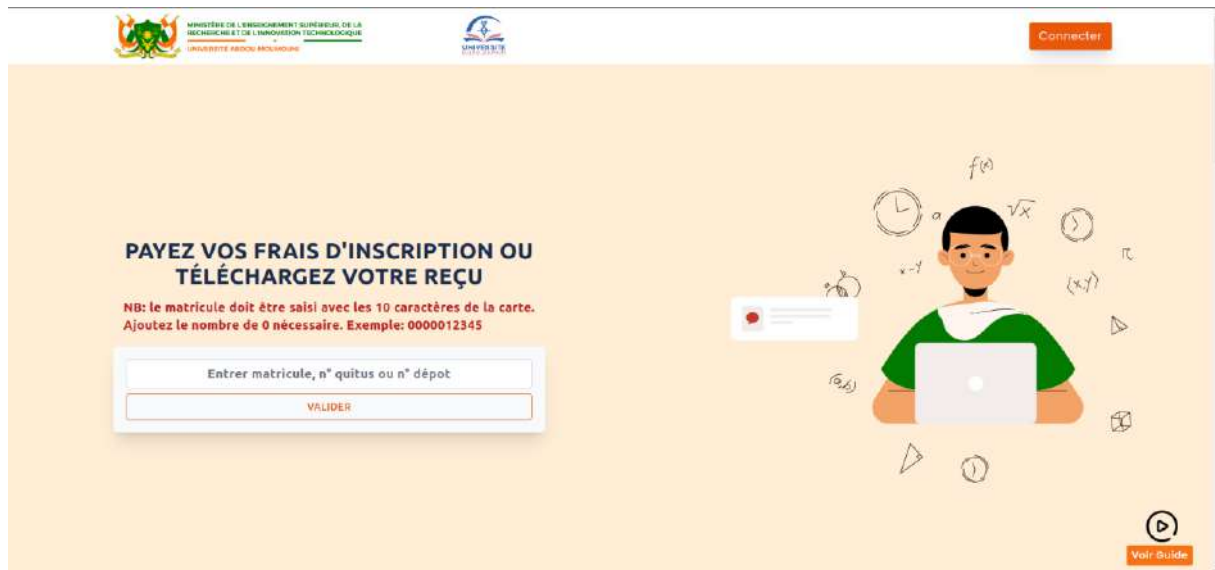 MINISTÈRE DE L'ENSEIGNEMENT SUPÉRIEUR, DE LA
RECHERCHE ET DE L'INNOVATION TECHNOLOGIQUE
UNIVERSITÉ ABDOU MOUMOUNI
UNIVERSITÉ
Connecter
PAYEZ VOS FRAIS D'INSCRIPTION OU
TÉLÉCHARGEZ VOTRE REÇU
NB: le matricule doit être saisi avec les 10 caractères de la carte.
Ajoutez le nombre de 0 nécessaire. Exemple: 0000012345
Entrer matricule, n° quitus ou n° dépot
VALIDER
f(x)
a
√x
x-y
π
(x,y)
(a,b)
Voir Guide